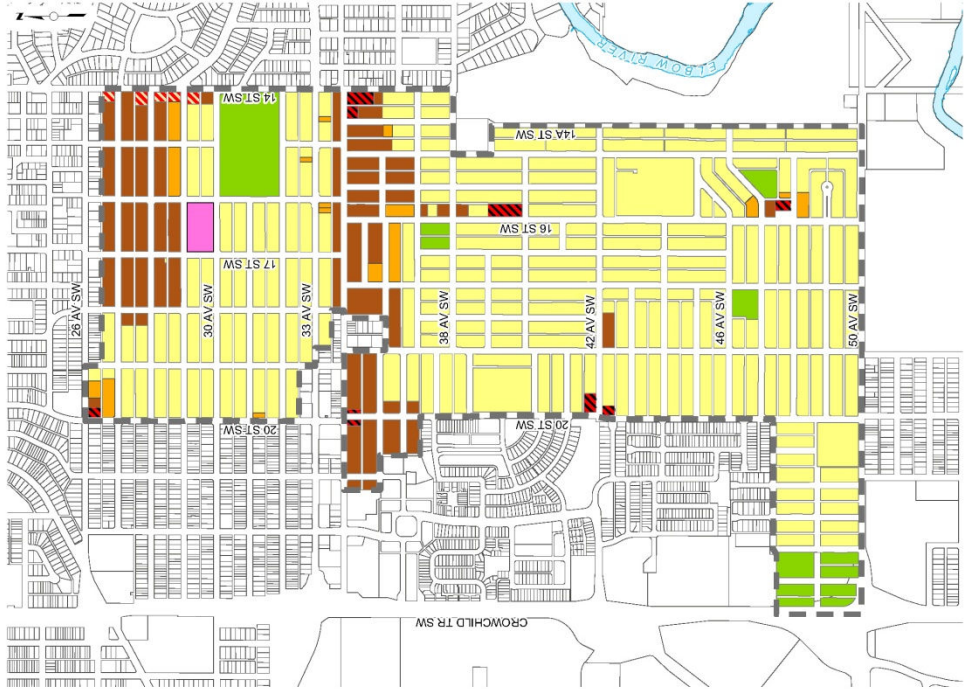 N
ELBOW RIVER
14 ST SW
14A ST SW
16 ST SW
17 ST SW
26 AV SW
30 AV SW
33 AV SW
38 AV SW
42 AV SW
46 AV SW
50 AV SW
20 ST SW
20 ST SW
CROWCHILD TR SW